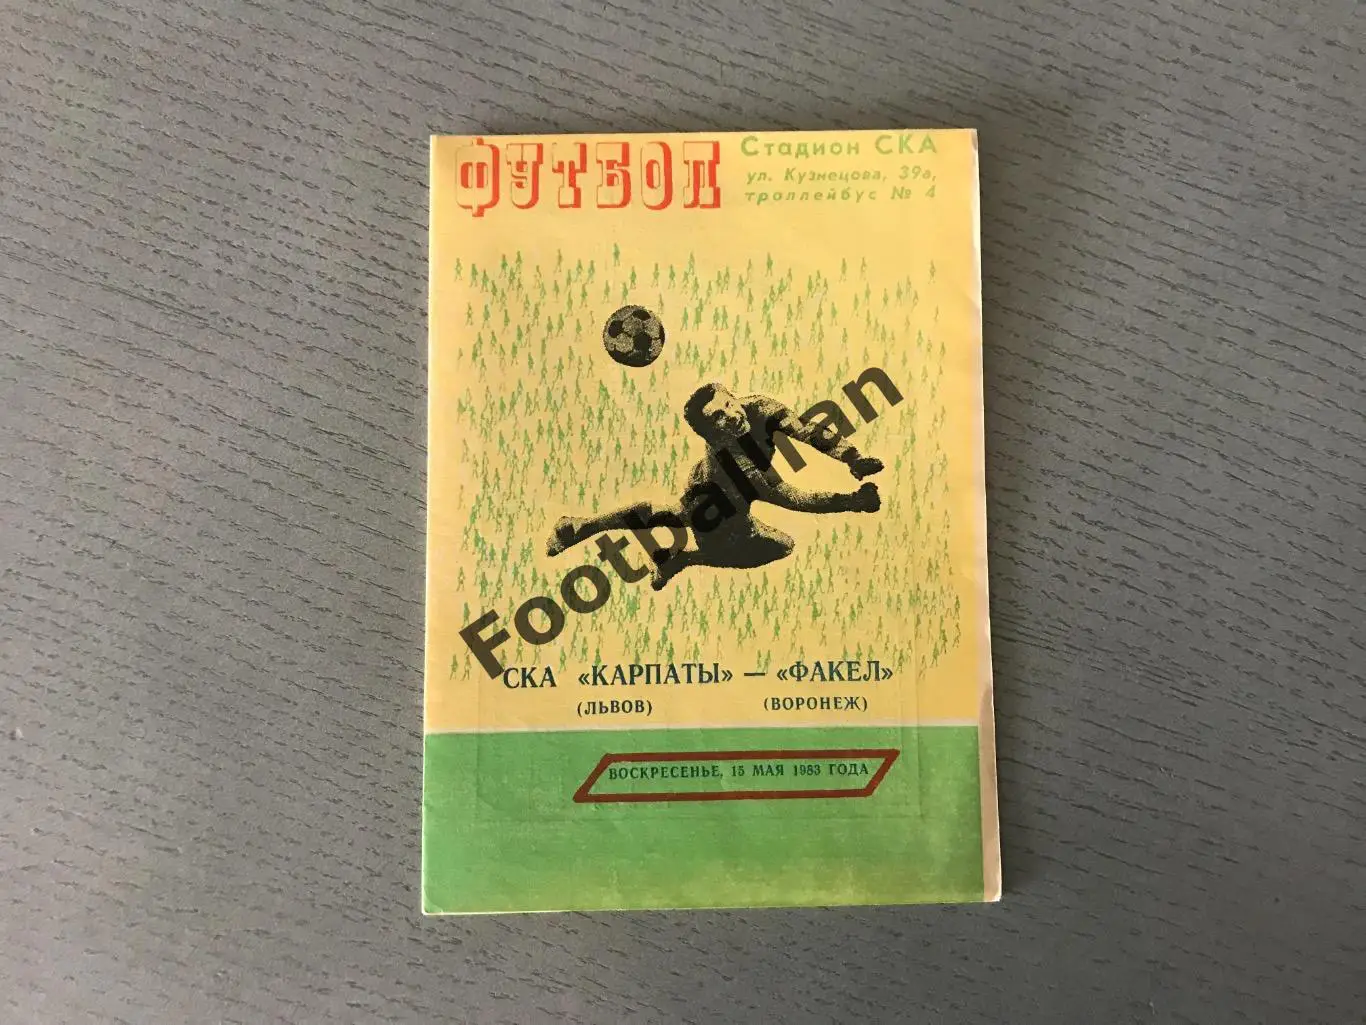 ФУТБОЛ
Стадион СКА
ул. Кузнецова, 39а,
троллейбус № 4
Footballman
СКА «КАРПАТЫ» — «ФАКЕЛ»
(ЛЬВОВ) (ВОРОНЕЖ)
ВОСКРЕСЕНЬЕ, 15 МАЯ 1983 ГОДА